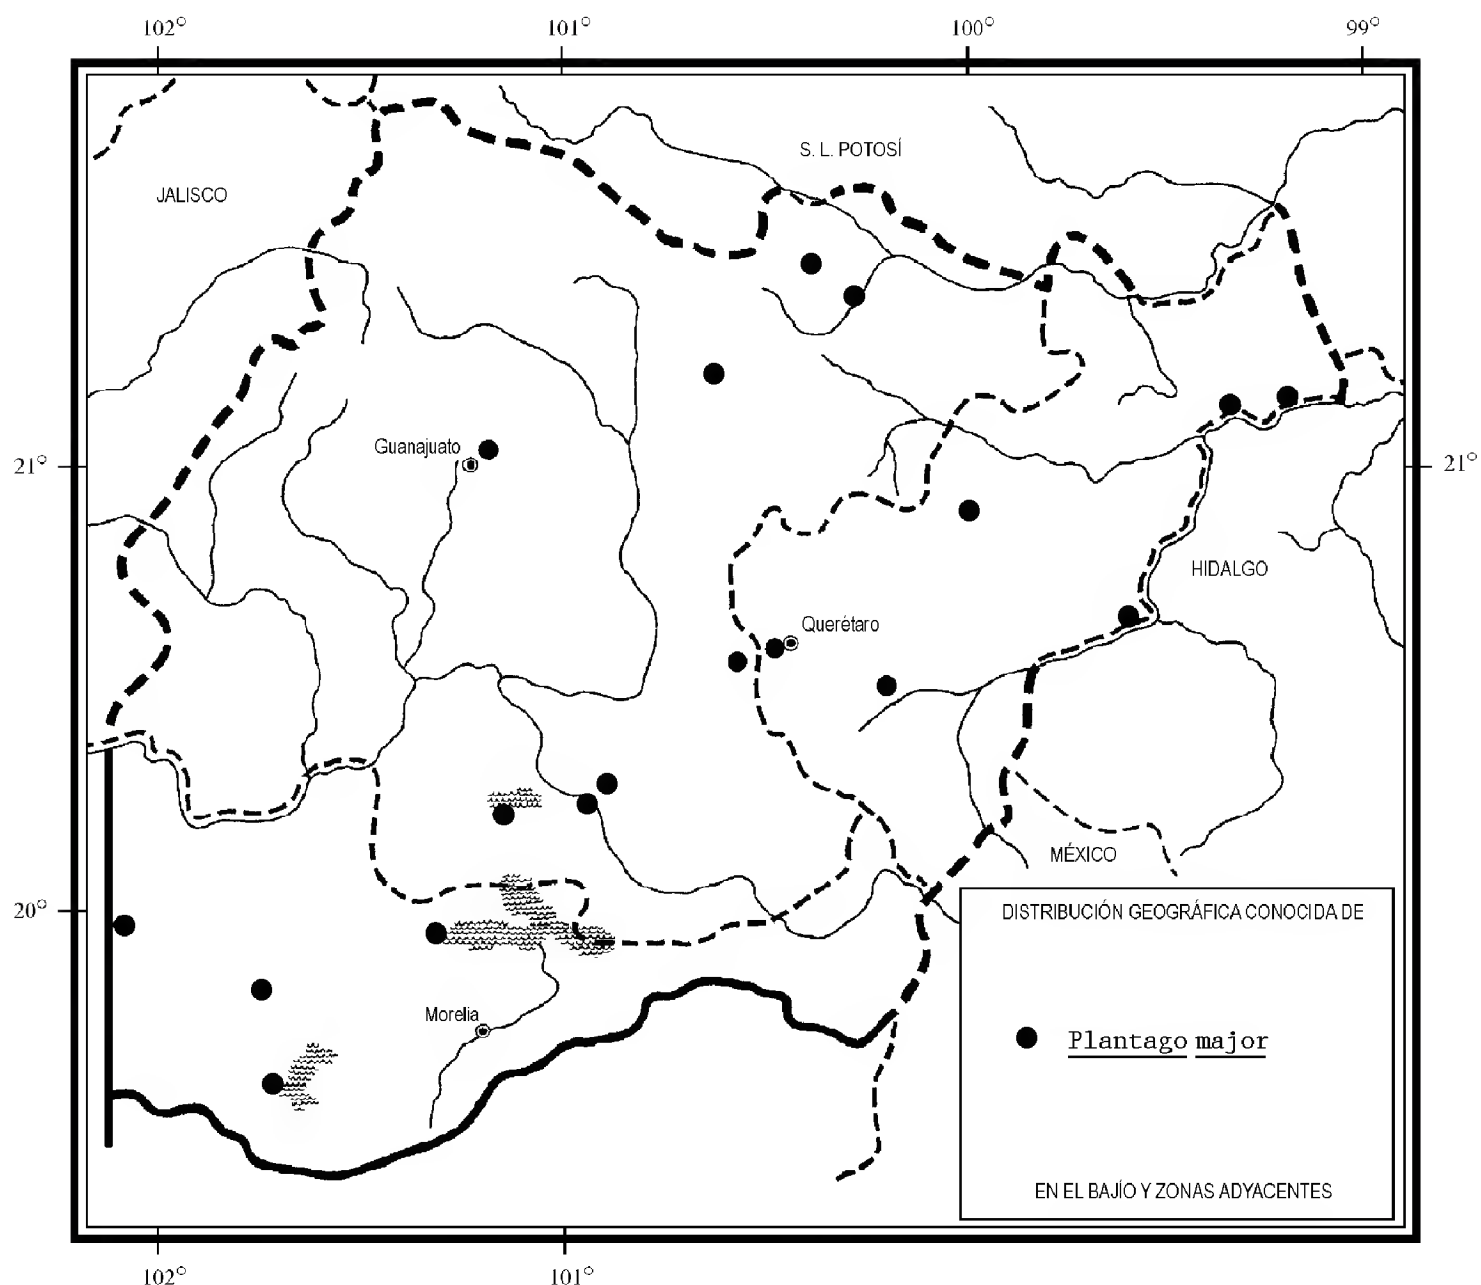 102° 101° 100° 99°
S. L. POTOSÍ
JALISCO
Guanajuato
21° 21°
HIDALGO
Querétaro
MÉXICO
20°
DISTRIBUCIÓN GEOGRÁFICA CONOCIDA DE
Morelia
Plantago major
EN EL BAJÍO Y ZONAS ADYACENTES
102° 101°